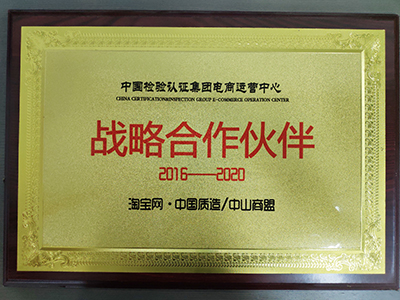 中国检验认证集团电商运营中心
CHINA CERTIFICATION&INSPECTION GROUP E-COMMERCE OPERATION CENTER
战略合作伙伴
2016——2020
淘宝网·中国质造/中山商盟